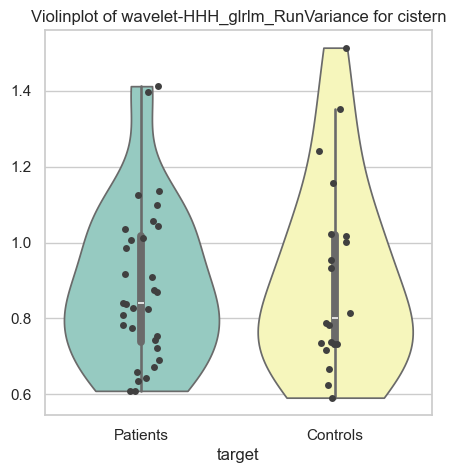 Violinplot of wavelet-HHH_glrlm_RunVariance for cistern
1.4
1.2
1.0
0.8
0.6
Patients
Controls
target